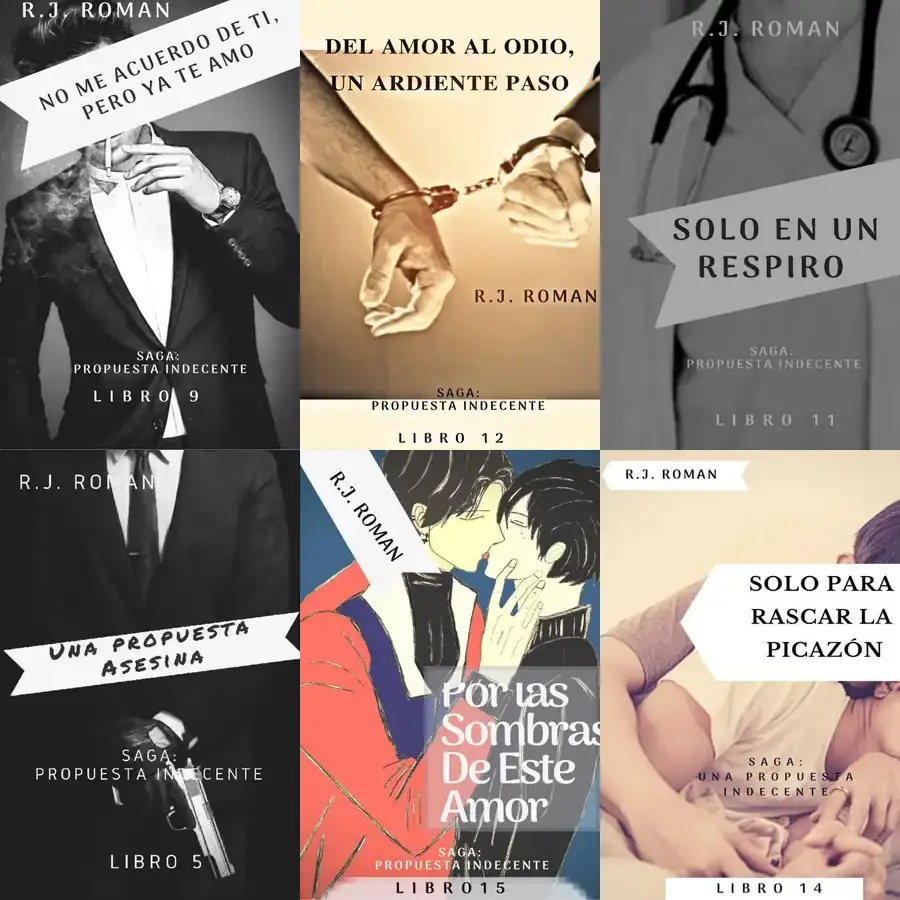 R.J. ROMAN
NO ME ACUERDO DE TI,
PERO YA TE AMO
SAGA:
PROPUESTA INDECENTE
LIBRO 9
DEL AMOR AL ODIO,
UN ARDIENTE PASO
R.J. ROMAN
SAGA:
PROPUESTA INDECENTE
LIBRO 12
R.J. ROMAN
SOLO EN UN
RESPIRO
SAGA:
PROPUESTA INDECENTE
LIBRO 11
R.J. ROMAN
UNA PROPUESTA
ASESINA
SAGA:
PROPUESTA INDECENTE
LIBRO 5
R.J. ROMAN
Por las
Sombras
De Este
Amor
SAGA:
PROPUESTA INDECENTE
LIBRO15
R.J. ROMAN
SOLO PARA
RASCAR LA
PICAZÓN
SAGA:
UNA PROPUESTA
INDECENTE
LIBRO 14